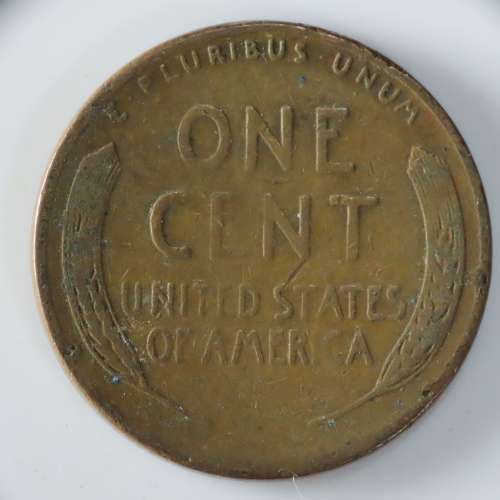 E PLURIBUS UNUM
ONE
CENT
UNITED STATES
OF AMERICA